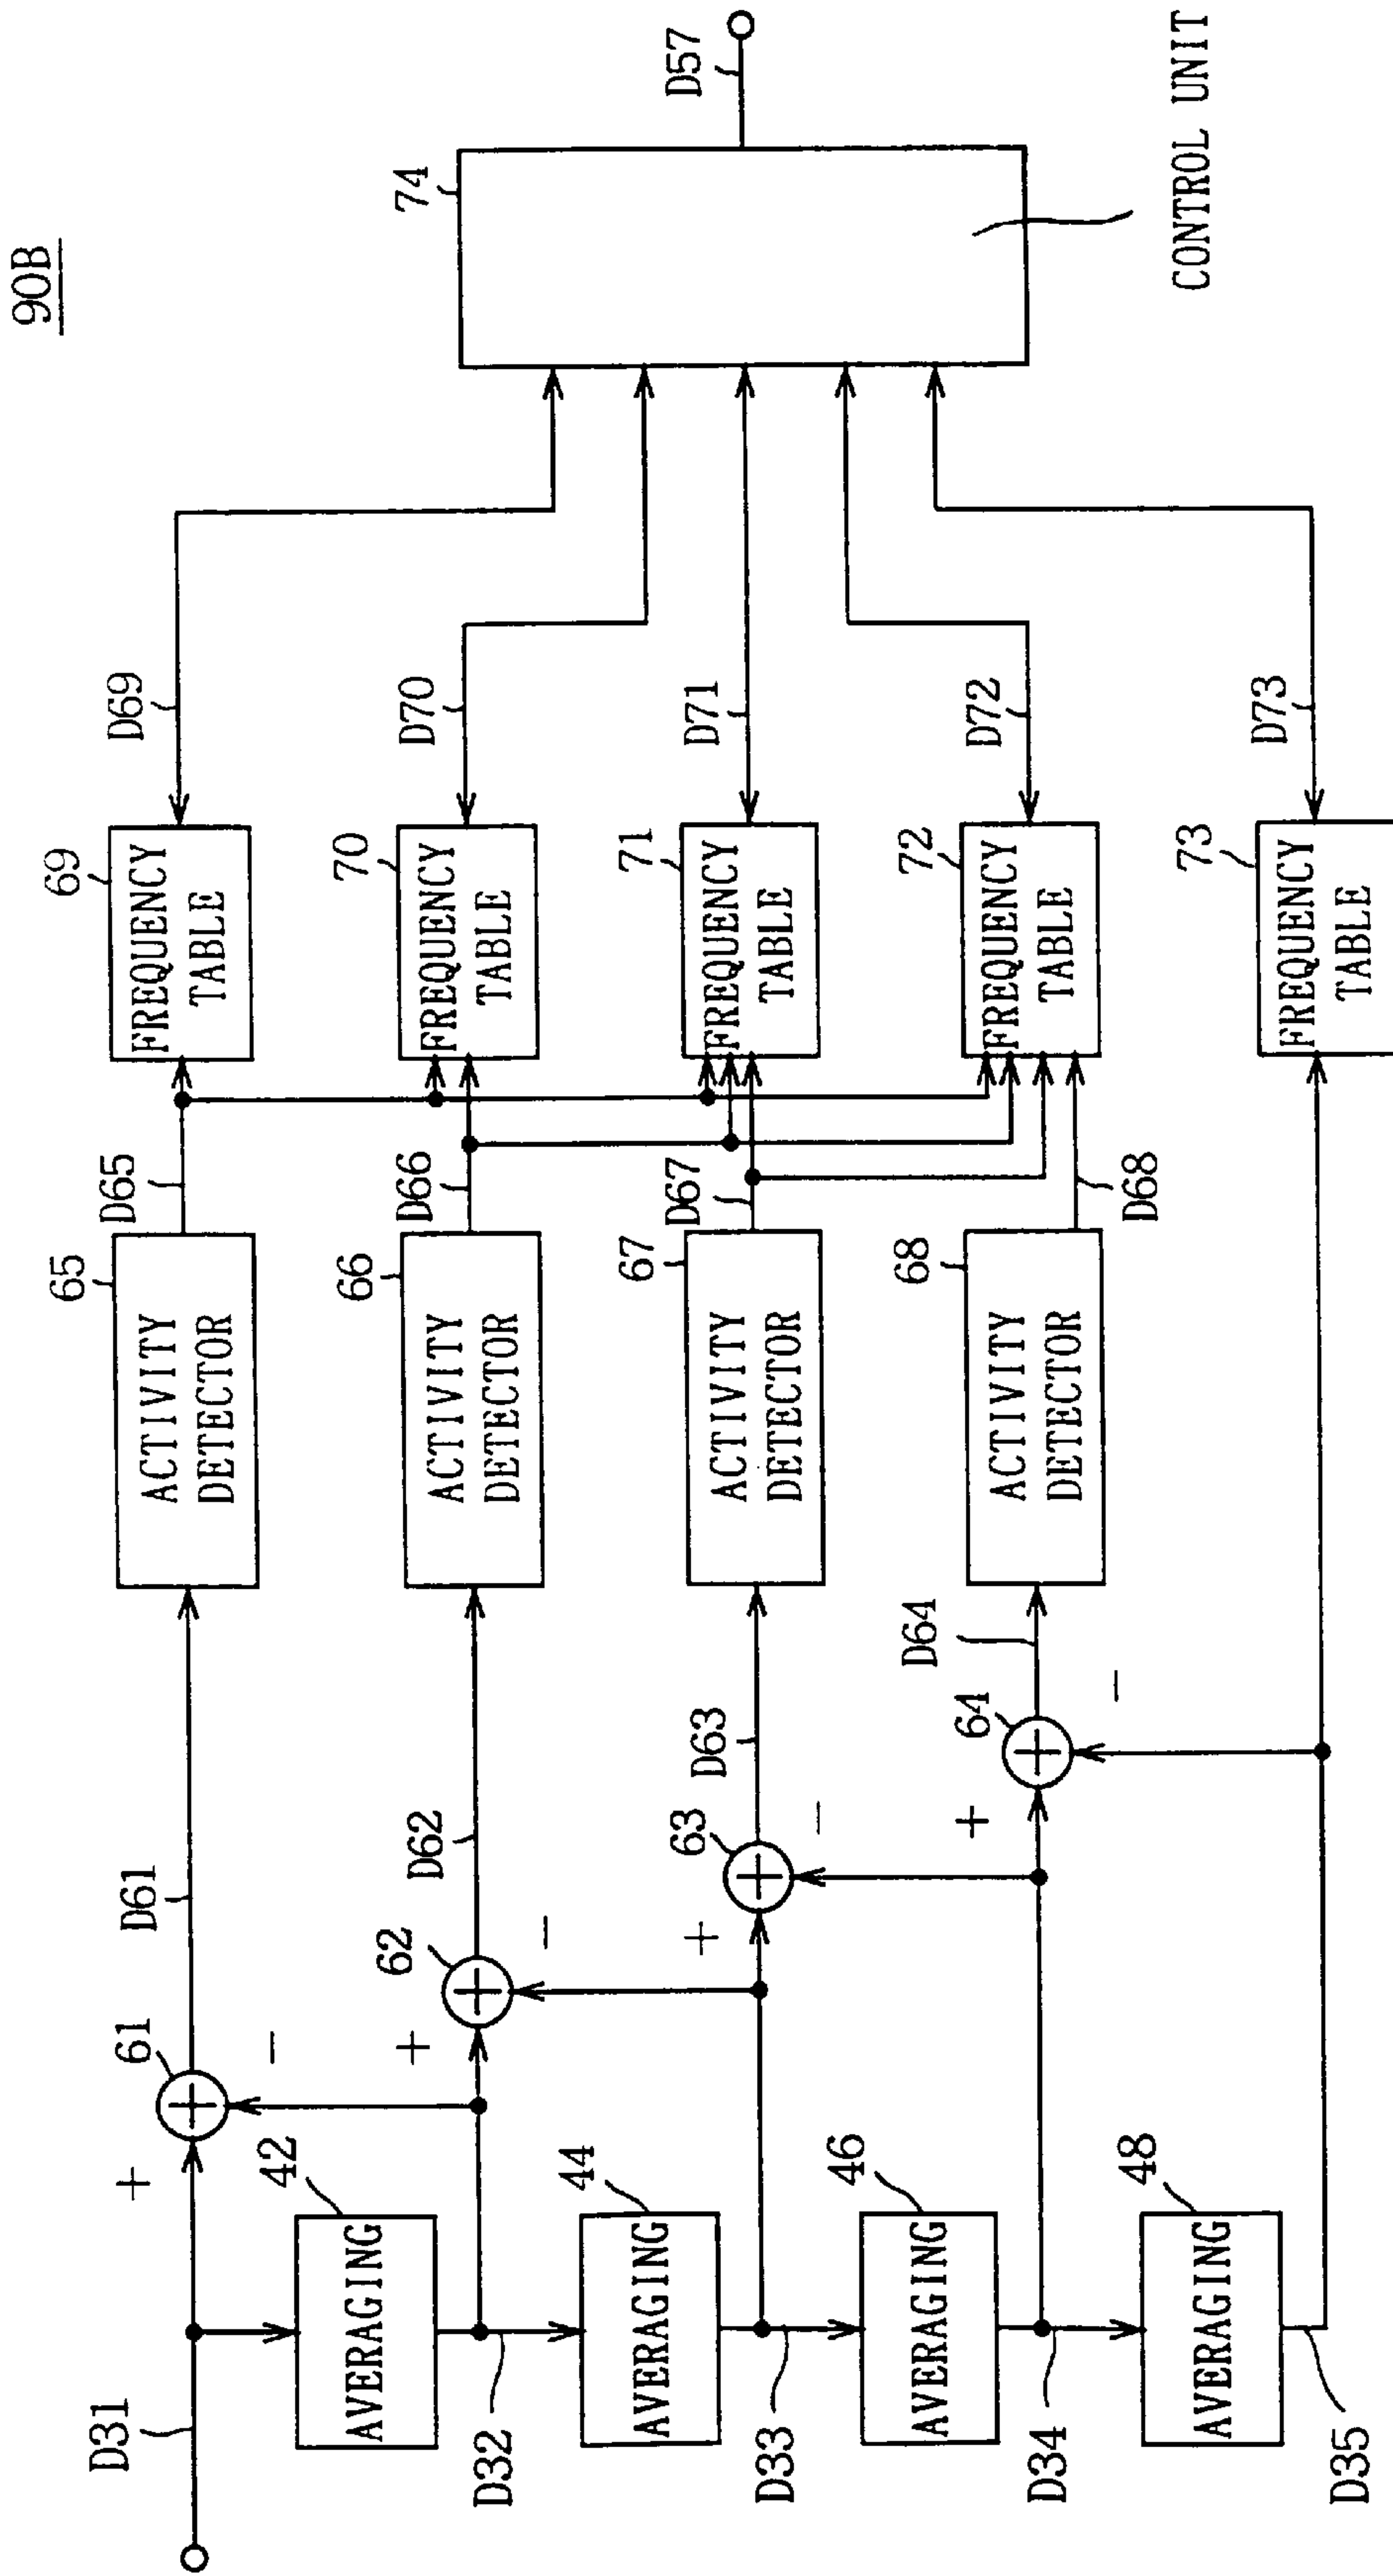 90B
D31
+
61
-
D61
65
ACTIVITY
DETECTOR
D65
69
FREQUENCY
TABLE
D69
42
AVERAGING
D32
+
62
-
D62
66
ACTIVITY
DETECTOR
D66
70
FREQUENCY
TABLE
D70
74
D57
44
AVERAGING
D33
+
63
-
D63
67
ACTIVITY
DETECTOR
D67
71
FREQUENCY
TABLE
D71
46
AVERAGING
D34
+
64
-
D64
68
ACTIVITY
DETECTOR
D68
72
FREQUENCY
TABLE
D72
CONTROL UNIT
48
AVERAGING
D35
73
FREQUENCY
TABLE
D73